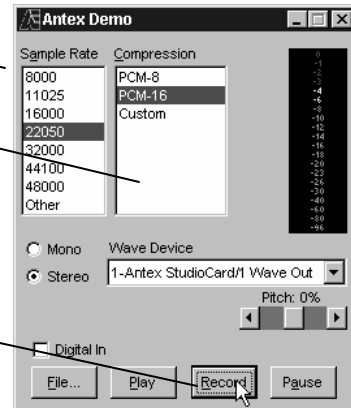 Antex Demo
Sample Rate
Compression
8000
11025
16000
22050
32000
44100
48000
Other
PCM-8
PCM-16
Custom
0
-1
-2
-3
-4
-6
-8
-10
-12
-14
-16
-18
-20
-23
-26
-30
-40
-60
-80
-96
Mono
Stereo
Wave Device
1-Antex StudioCard/1 Wave Out
Pitch: 0%
Digital In
File...
Play
Record
Pause